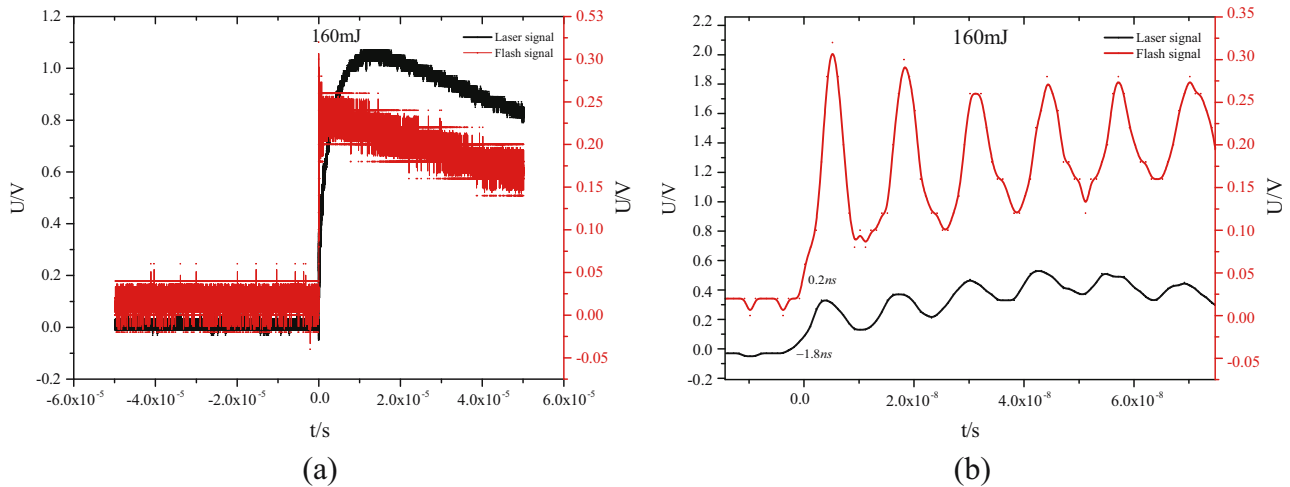 (a)
160mJ
Laser signal
Flash signal
U/V
1.2
1.0
0.8
0.6
0.4
0.2
0.0
-0.2
0.53
0.30
0.25
0.20
0.15
0.10
0.05
0.00
-0.05
U/V
-6.0x10⁻⁵
-4.0x10⁻⁵
-2.0x10⁻⁵
0.0
2.0x10⁻⁵
4.0x10⁻⁵
6.0x10⁻⁵
t/s
(a)
(b)
160mJ
Laser signal
Flash signal
U/V
2.2
2.0
1.8
1.6
1.4
1.2
1.0
0.8
0.6
0.4
0.2
0.0
-0.2
0.2ns
−1.8ns
0.35
0.30
0.25
0.20
0.15
0.10
0.05
0.00
-0.05
U/V
0.0
2.0x10⁻⁸
4.0x10⁻⁸
6.0x10⁻⁸
t/s
(b)